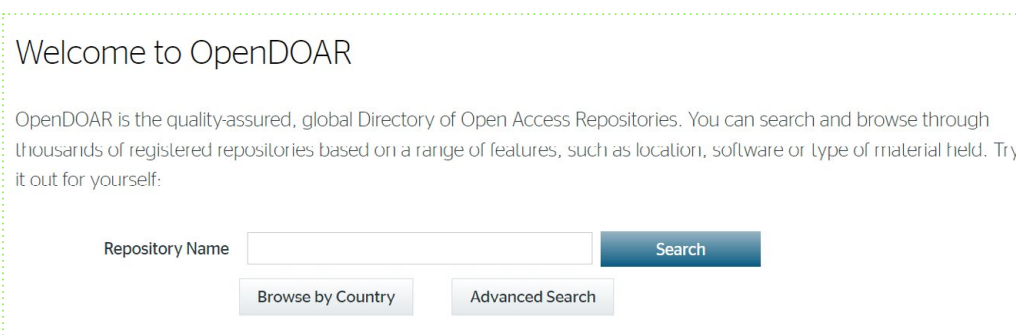 Welcome to OpenDOAR
OpenDOAR is the quality-assured, global Directory of Open Access Repositories. You can search and browse through
thousands of registered repositories based on a range of features, such as location, software or type of material held. Try
it out for yourself:
Repository Name
Search
Browse by Country
Advanced Search